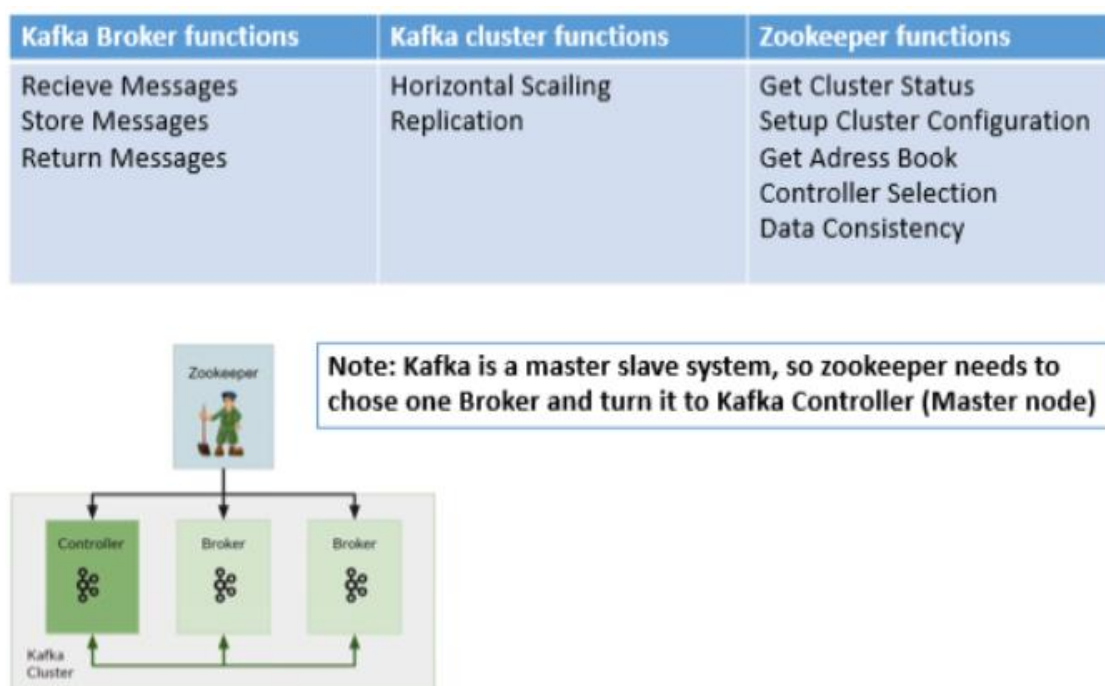 Kafka Broker functions
Recieve Messages
Store Messages
Return Messages
Kafka cluster functions
Horizontal Scailing
Replication
Zookeeper functions
Get Cluster Status
Setup Cluster Configuration
Get Adress Book
Controller Selection
Data Consistency
Zookeeper
Note: Kafka is a master slave system, so zookeeper needs to
chose one Broker and turn it to Kafka Controller (Master node)
Controller
Broker
Broker
Kafka
Cluster